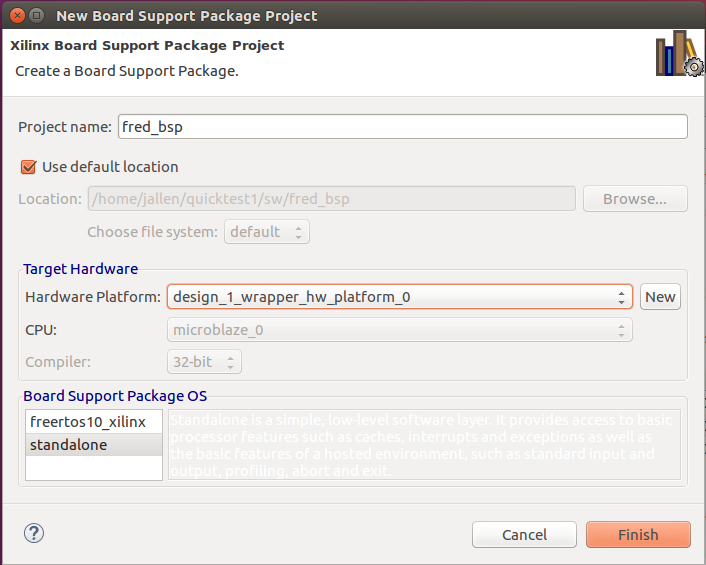 New Board Support Package Project
Xilinx Board Support Package Project
Create a Board Support Package.
Project name: fred_bsp
Use default location
Location: /home/jallen/quicktest1/sw/fred_bsp Browse...
Choose file system: default
Target Hardware
Hardware Platform: design_1_wrapper_hw_platform_0 New
CPU: microblaze_0
Compiler: 32-bit
Board Support Package OS
freertos10_xilinx
standalone
Standalone is a simple, low-level software layer. It provides access to basic
processor features such as caches, interrupts and exceptions as well as
the basic features of a hosted environment, such as standard input and
output, profiling, abort and exit.
? Cancel Finish